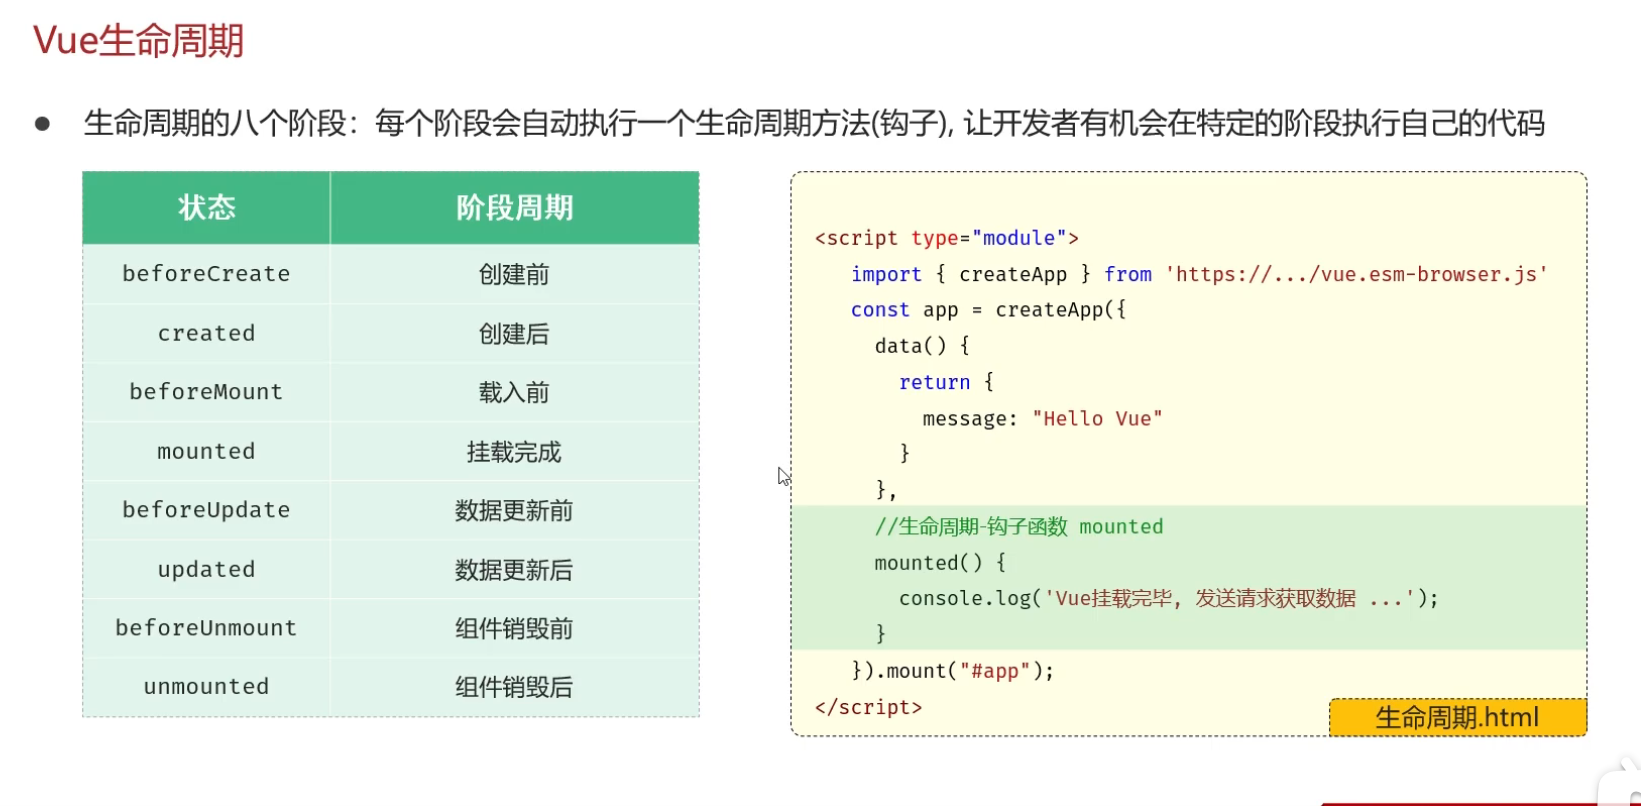 Vue生命周期
● 生命周期的八个阶段：每个阶段会自动执行一个生命周期方法(钩子), 让开发者有机会在特定的阶段执行自己的代码
状态 阶段周期
beforeCreate 创建前
created 创建后
beforeMount 载入前
mounted 挂载完成
beforeUpdate 数据更新前
updated 数据更新后
beforeUnmount 组件销毁前
unmounted 组件销毁后
<script type="module">
import { createApp } from 'https://.../vue.esm-browser.js'
const app = createApp({
data() {
return {
message: "Hello Vue"
}
},
//生命周期-钩子函数 mounted
mounted() {
console.log('Vue挂载完毕, 发送请求获取数据 ...');
}
}).mount("#app");
</script>
生命周期.html